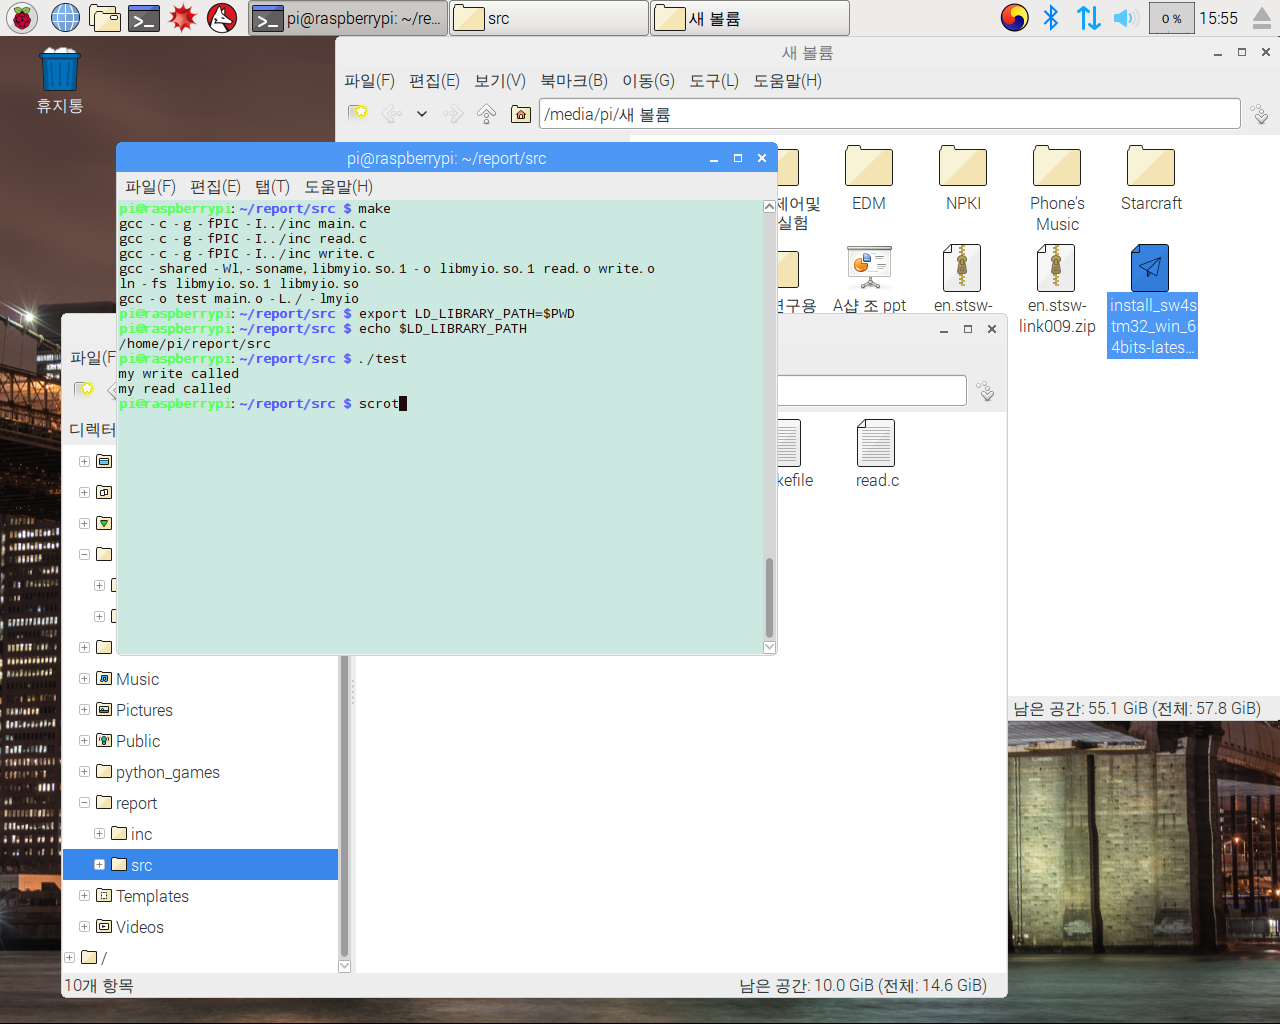 pi@raspberrypi: ~/re...
src
새 볼륨
0 %
15:55
휴지통
새 볼륨
파일(F) 편집(E) 보기(V) 북마크(B) 이동(G) 도구(L) 도움말(H)
/media/pi/새 볼륨
제어및
실험
EDM
NPKI
Phone's
Music
Starcraft
연구용
A샵 조 ppt
en.stsw-
en.stsw-
link009.zip
install_sw4s
tm32_win_6
4bits-lates...
남은 공간: 55.1 GiB (전체: 57.8 GiB)
pi@raspberrypi: ~/report/src
파일(F) 편집(E) 탭(T) 도움말(H)
pi@raspberrypi:~/report/src $ make
gcc -c -g -fPIC -I../inc main.c
gcc -c -g -fPIC -I../inc read.c
gcc -c -g -fPIC -I../inc write.c
gcc -shared -Wl,-soname,libmyio.so.1 -o libmyio.so.1 read.o write.o
ln -fs libmyio.so.1 libmyio.so
gcc -o test main.o -L./ -lmyio
pi@raspberrypi:~/report/src $ export LD_LIBRARY_PATH=$PWD
pi@raspberrypi:~/report/src $ echo $LD_LIBRARY_PATH
/home/pi/report/src
pi@raspberrypi:~/report/src $ ./test
my write called
my read called
pi@raspberrypi:~/report/src $ scrot
파일(F
디렉터
kefile
read.c
Music
Pictures
Public
python_games
report
inc
src
Templates
Videos
/
10개 항목
남은 공간: 10.0 GiB (전체: 14.6 GiB)